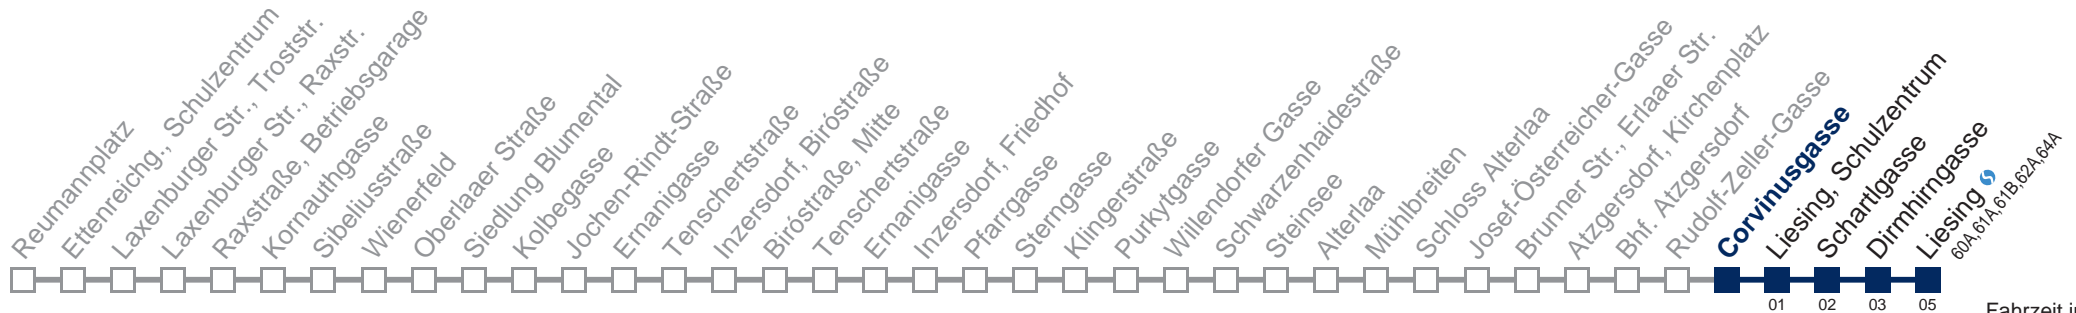 Reumannplatz
Ettenreichg., Schulzentrum
Laxenburger Str., Troststr.
Laxenburger Str., Raxstr.
Raxstraße, Betriebsgarage
Kornauthgasse
Sibeliusstraße
Wienerfeld
Oberlaaer Straße
Siedlung Blumental
Kolbegasse
Jochen-Rindt-Straße
Ernanigasse
Tenschertstraße
Inzersdorf, Biróstraße
Biróstraße, Mitte
Tenschertstraße
Ernanigasse
Inzersdorf, Friedhof
Pfarrgasse
Sterngasse
Klingerstraße
Purkytgasse
Willendorfer Gasse
Schwarzenhaidestraße
Steinsee
Alterlaa
Mühlbreiten
Schloss Alterlaa
Josef-Österreicher-Gasse
Brunner Str., Erlaaer Str.
Atzgersdorf, Kirchenplatz
Bhf. Atzgersdorf
Rudolf-Zeller-Gasse
Corvinusgasse
Liesing, Schulzentrum
Schartlgasse
Dirmhirngasse
Liesing
60A,61A,61B,62A,64A
01 02 03 05
Fahrzeit